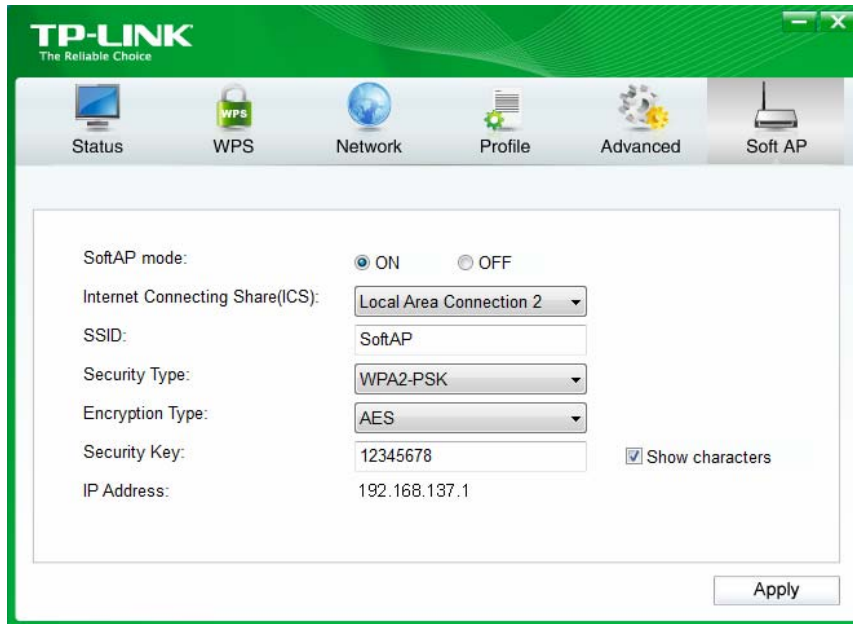 TP-LINK
The Reliable Choice
WPS
Status WPS Network Profile Advanced Soft AP
SoftAP mode: ON OFF
Internet Connecting Share(ICS): Local Area Connection 2
SSID: SoftAP
Security Type: WPA2-PSK
Encryption Type: AES
Security Key: 12345678 Show characters
IP Address: 192.168.137.1
Apply